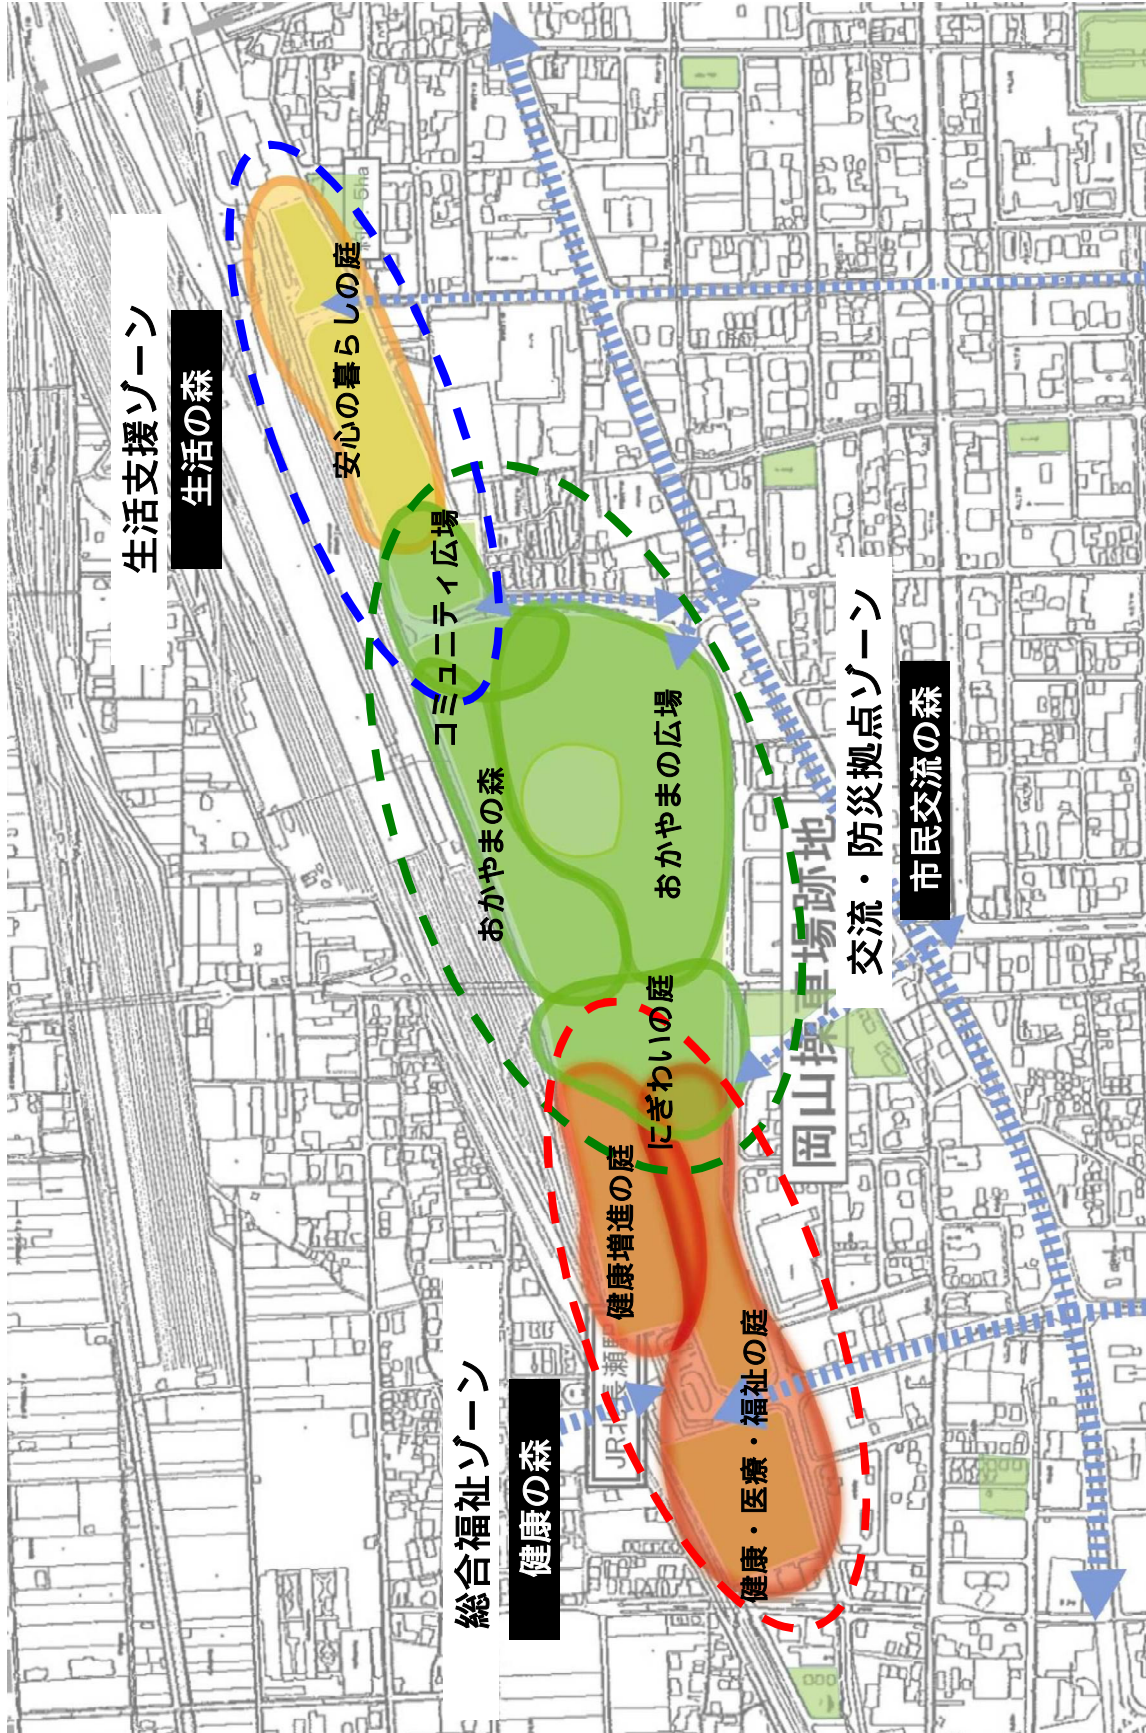 総合福祉ゾーン
健康の森
生活支援ゾーン
生活の森
交流・防災拠点ゾーン
市民交流の森
健康・医療・福祉の庭
健康増進の庭
にぎわいの庭
おかやまの森
おかやまの広場
コミュニティ広場
安心の暮らしの庭
岡山操車場跡地
5ha